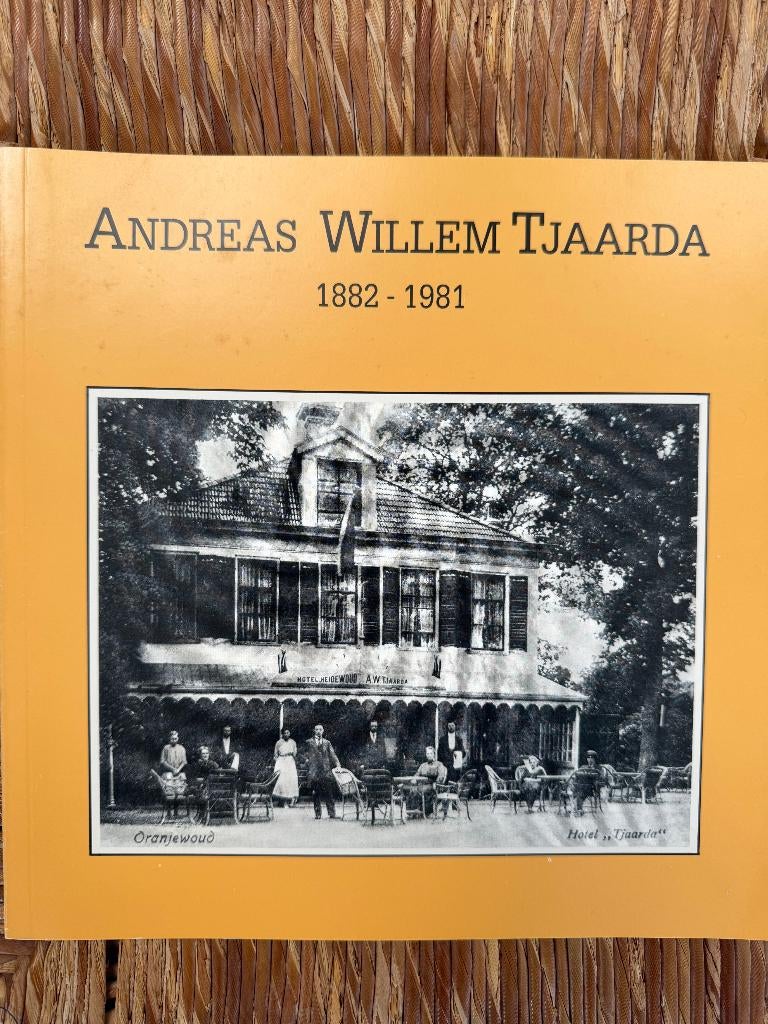 ANDREAS WILLEM TJAARDA
1882 - 1981
HOTEL HEIDEWOUD A.W. TJAARDA
Oranjewoud
Hotel „Tjaarda“